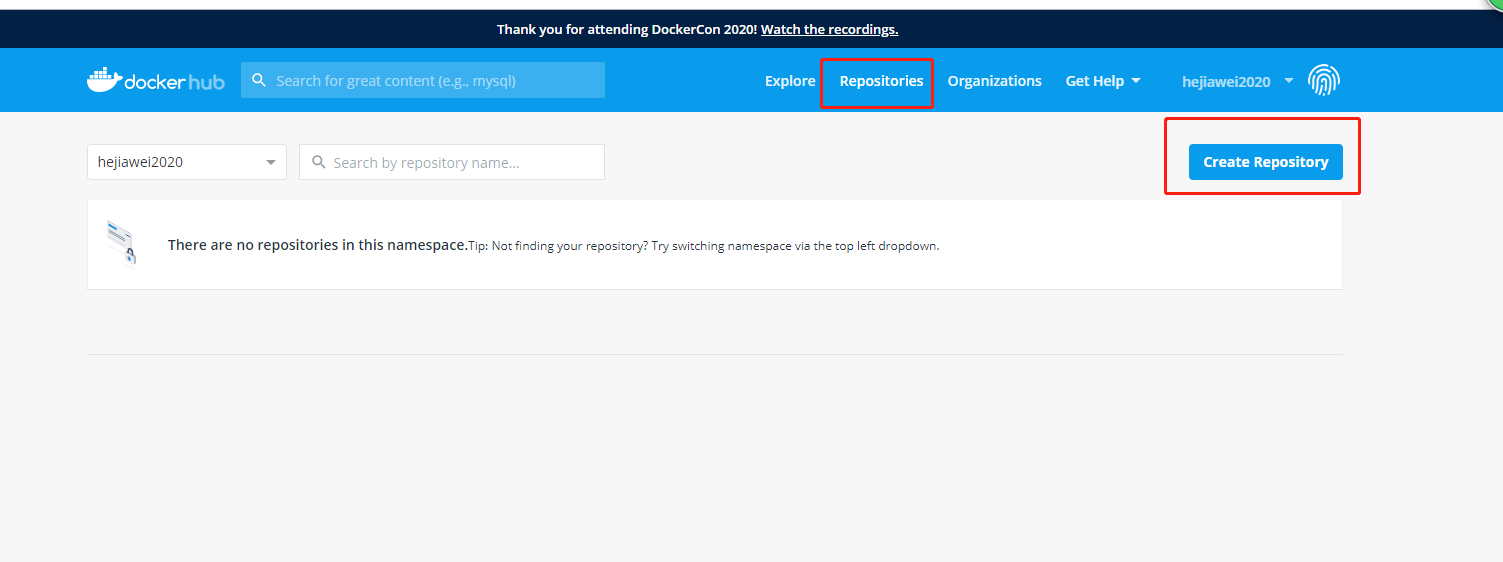 Thank you for attending DockerCon 2020! Watch the recordings.
docker hub Search for great content (e.g., mysql) Explore Repositories Organizations Get Help hejiawei2020
hejiawei2020 Search by repository name... Create Repository
There are no repositories in this namespace.Tip: Not finding your repository? Try switching namespace via the top left dropdown.